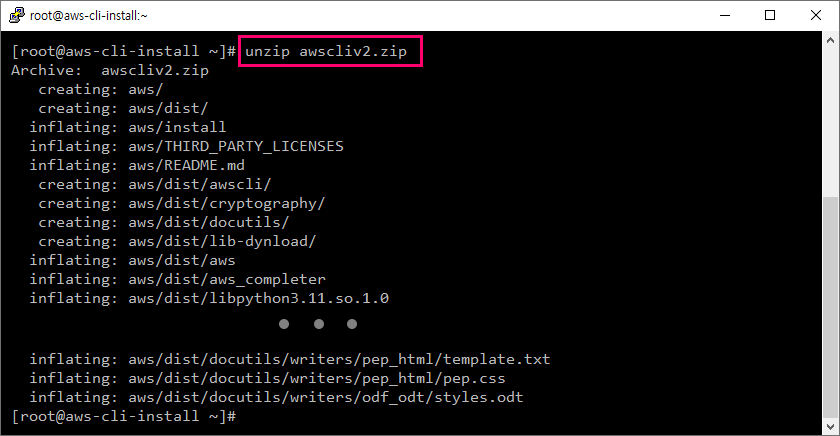 root@aws-cli-install:~
[root@aws-cli-install ~]# unzip awscliv2.zip
Archive:  awscliv2.zip
   creating: aws/
   creating: aws/dist/
  inflating: aws/install
  inflating: aws/THIRD_PARTY_LICENSES
  inflating: aws/README.md
   creating: aws/dist/awscli/
   creating: aws/dist/cryptography/
   creating: aws/dist/docutils/
   creating: aws/dist/lib-dynload/
  inflating: aws/dist/aws
  inflating: aws/dist/aws_completer
  inflating: aws/dist/libpython3.11.so.1.0
  inflating: aws/dist/docutils/writers/pep_html/template.txt
  inflating: aws/dist/docutils/writers/pep_html/pep.css
  inflating: aws/dist/docutils/writers/odf_odt/styles.odt
[root@aws-cli-install ~]#